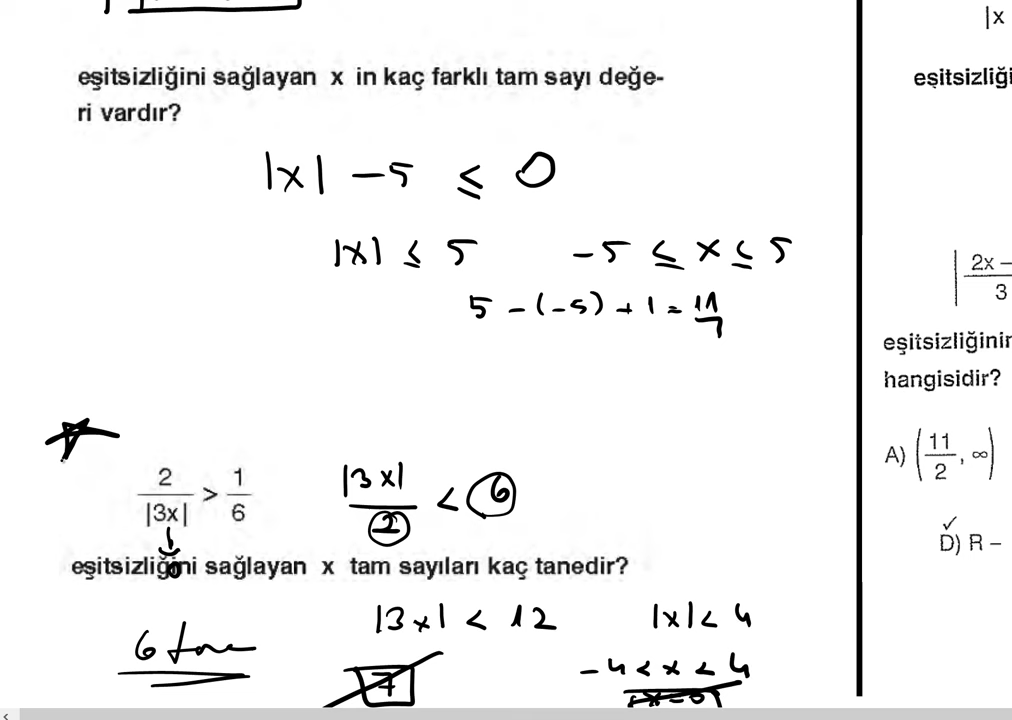 eşitsizliğini sağlayan x in kaç farklı tam sayı değe-
ri vardır?
|x| -5 ≤ 0
|x| ≤ 5   -5 ≤ x ≤ 5
5 - (-5) + 1 = 11
2/|3x| > 1/6   |3x|/2 < 6
eşitsizliğini sağlayan x tam sayıları kaç tanedir?
|3x| < 12   |x| < 4
6 tane   7   -4 < x < 4
x=0
|x
eşitsizliği
|2x –
3
eşitsizliğinin
hangisidir?
A) (11/2, ∞)
D) R –